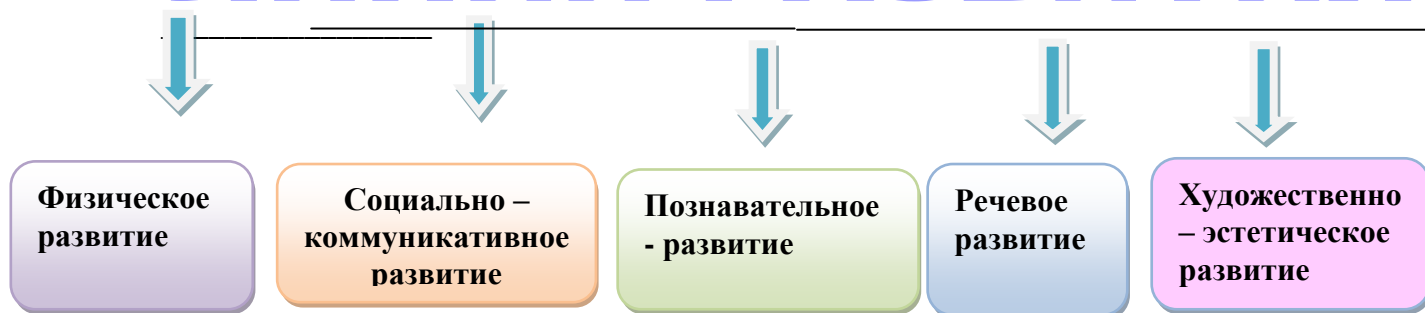 Физическое
развитие
Социально –
коммуникативное
развитие
Познавательное
- развитие
Речевое
развитие
Художественно
– эстетическое
развитие